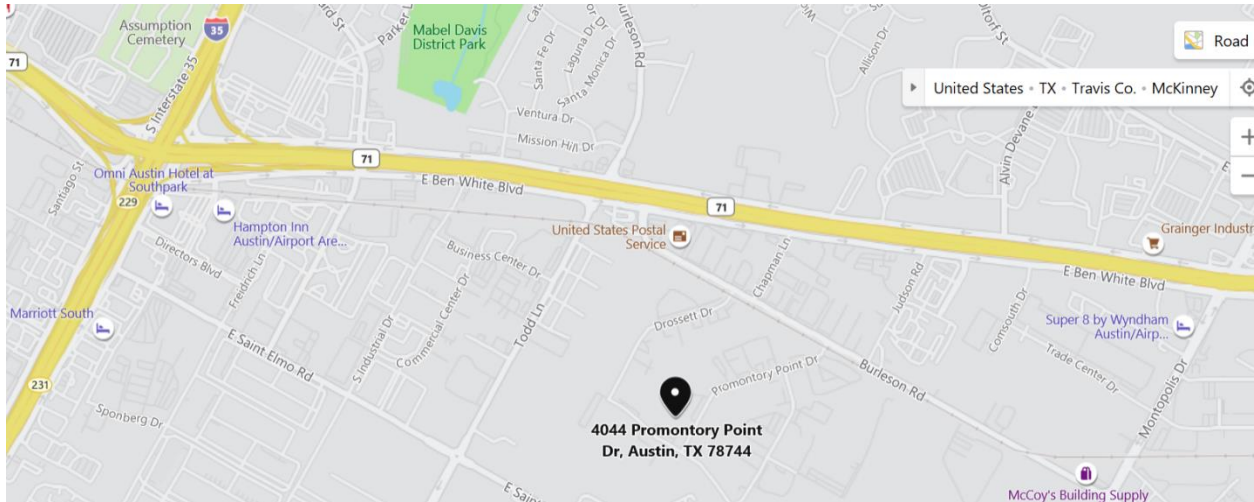 Assumption
Cemetery
35
Parker L
Mabel Davis
District Park
Santa Fe Dr
Laguna Dr
Santa Monica Dr
Burleson Rd
Allison Dr
Road
United States • TX • Travis Co. • McKinney
71
S Interstate 35
Ventura Dr
Mission Hill Dr
Alvin Devane
71
E Ben White Blvd
71
Omni Austin Hotel at
Southpark
229
Santiago St
Hampton Inn
Austin/Airport Are...
United States Postal
Service
Grainger Industr
Directors Blvd
Freidrich Ln
Business Center Dr
Chapman Ln
Judson Rd
E Ben White Blvd
Marriott South
S Industrial Dr
Commercial Center Dr
Todd Ln
Drossett Dr
Comsouth Dr
Super 8 by Wyndham
Austin/Airp...
E Saint Elmo Rd
Trade Center Dr
231
Promontory Point Dr
Burleson Rd
Montopolis Dr
Sponberg Dr
4044 Promontory Point
Dr, Austin, TX 78744
E Saint
McCoy's Building Supply